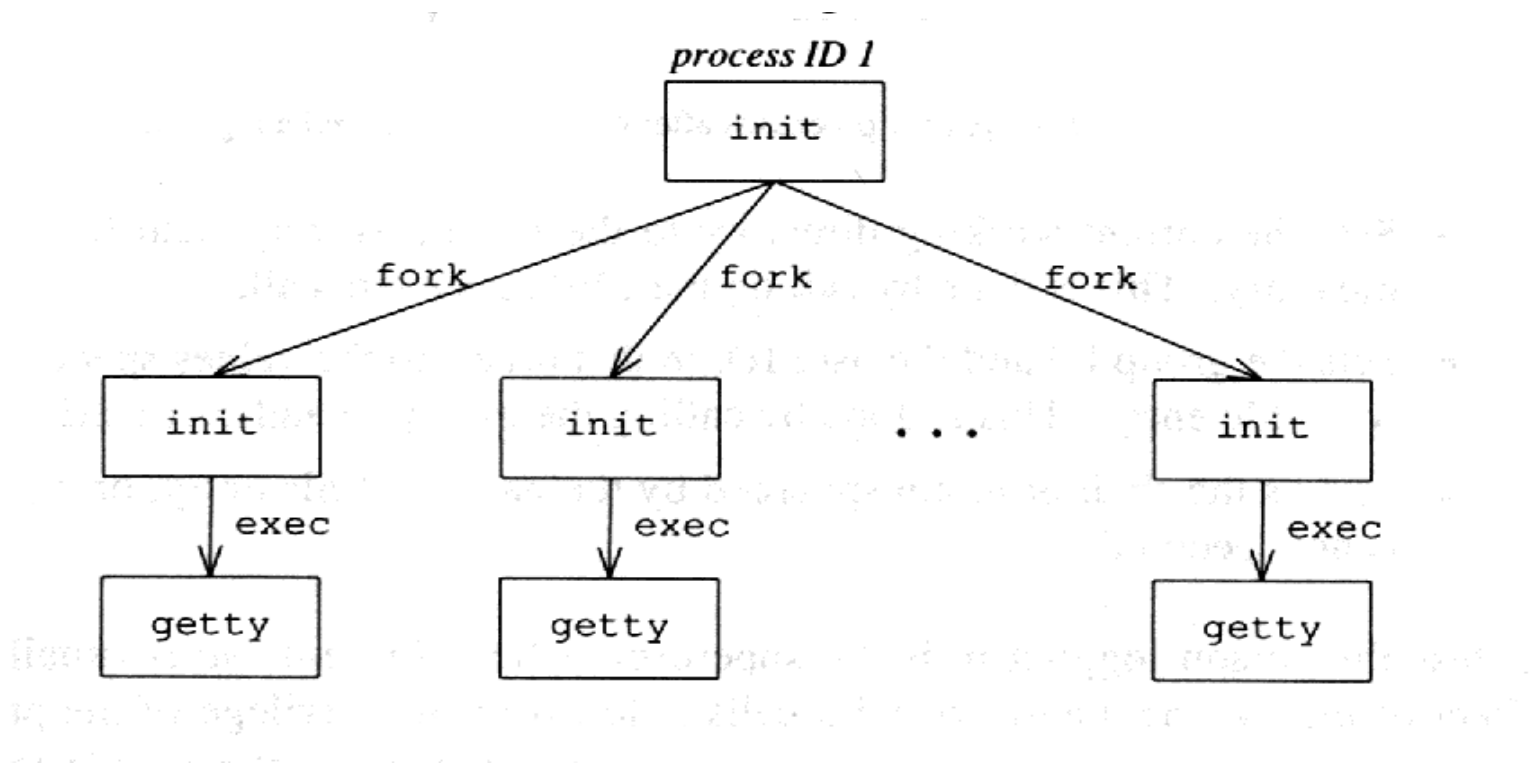 process ID 1
init
fork fork fork
init init ... init
exec exec exec
getty getty getty